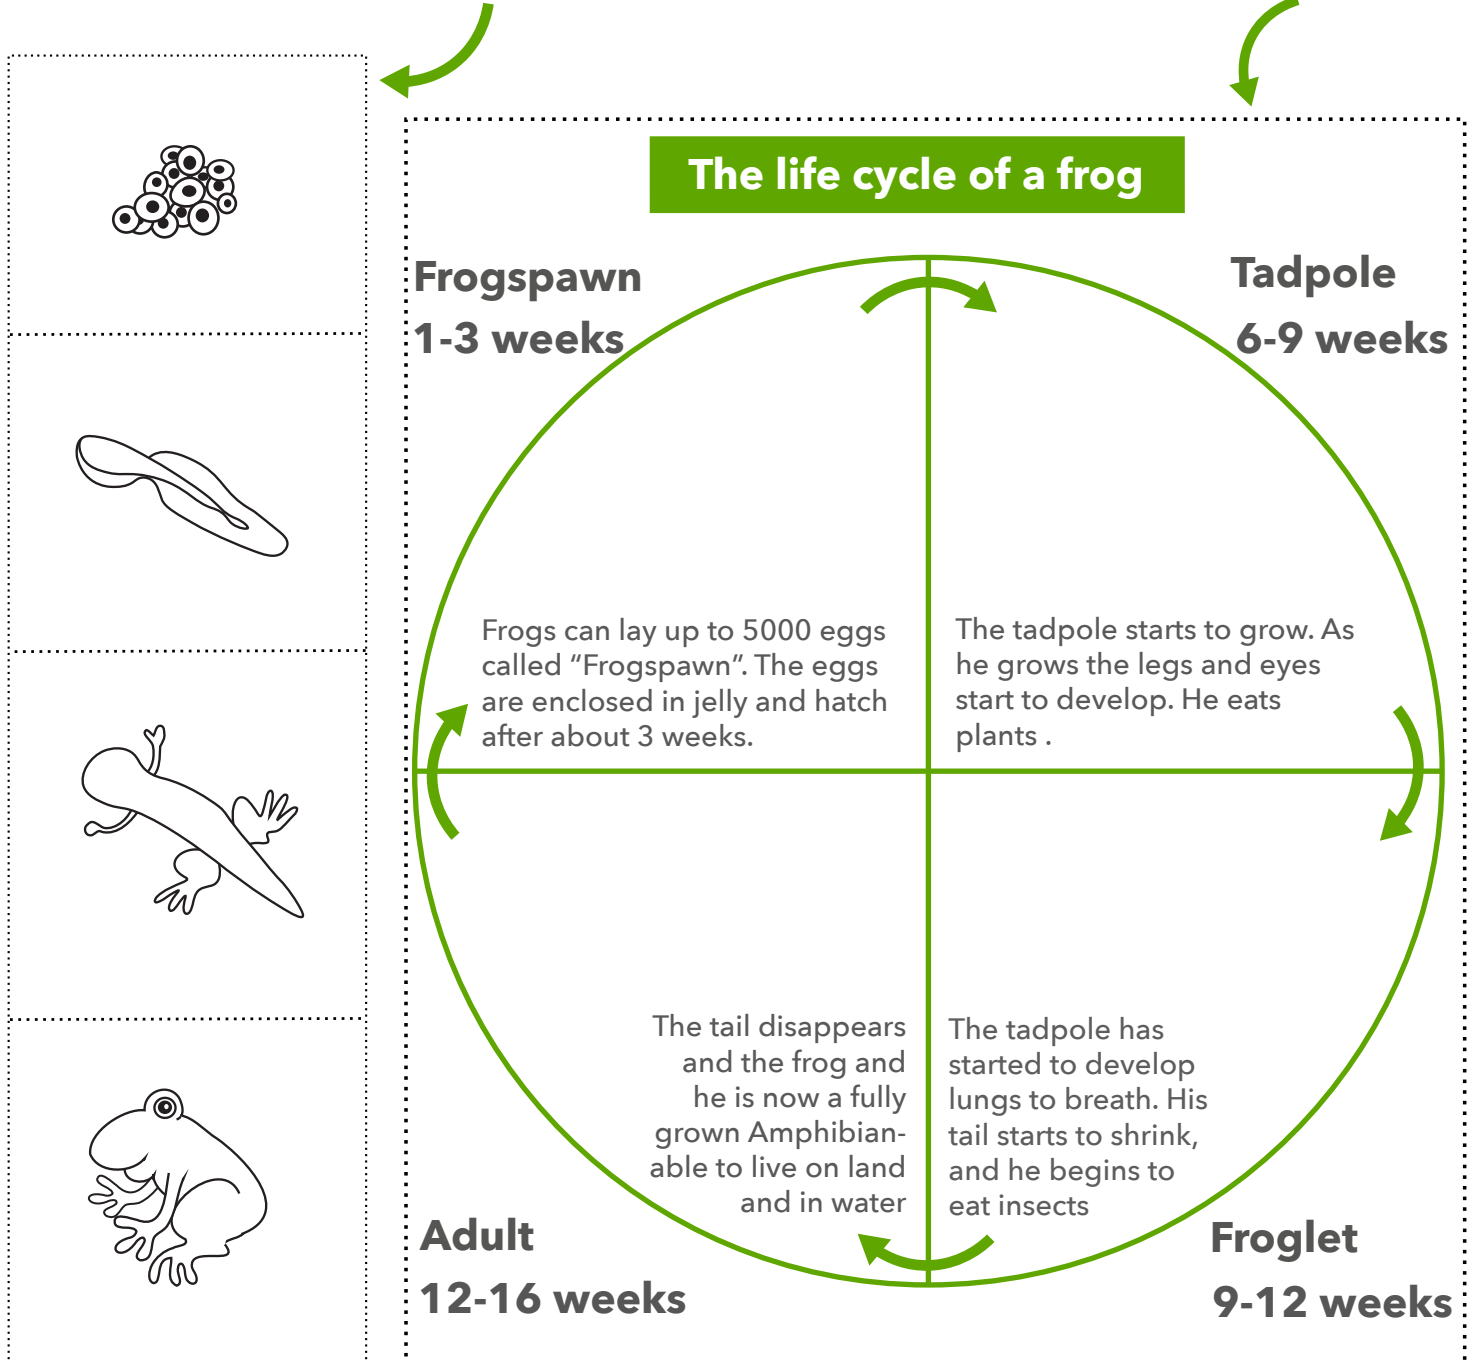 The life cycle of a frog
Frogspawn
1-3 weeks
Tadpole
6-9 weeks
Frogs can lay up to 5000 eggs
called "Frogspawn". The eggs
are enclosed in jelly and hatch
after about 3 weeks.
The tadpole starts to grow. As
he grows the legs and eyes
start to develop. He eats
plants .
The tail disappears
and the frog and
he is now a fully
grown Amphibian-
able to live on land
and in water
The tadpole has
started to develop
lungs to breath. His
tail starts to shrink,
and he begins to
eat insects
Adult
12-16 weeks
Froglet
9-12 weeks